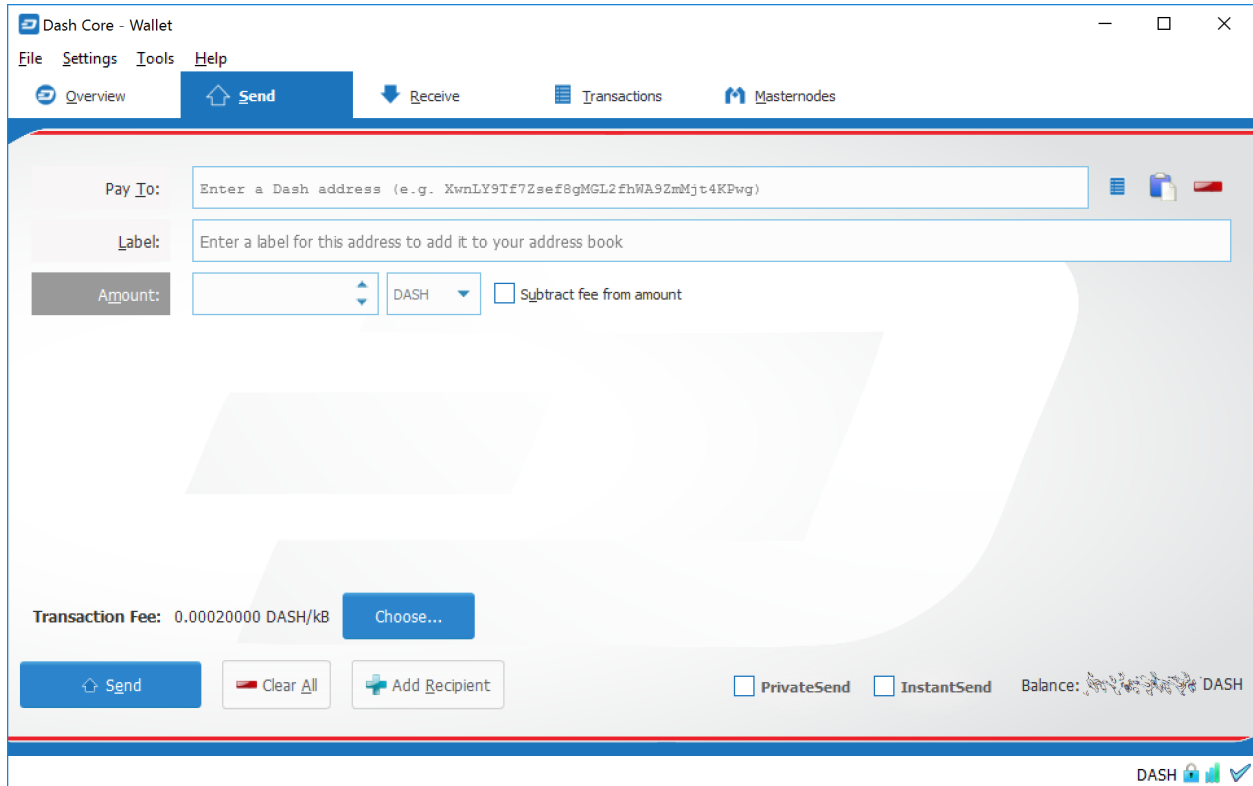 Dash Core - Wallet
File Settings Tools Help
Overview Send Receive Transactions Masternodes
Pay To: Enter a Dash address (e.g. XwnLY9Tf7Zsef8gMGL2fhWA9ZmMjt4KPwg)
Label: Enter a label for this address to add it to your address book
Amount: DASH Subtract fee from amount
Transaction Fee: 0.00020000 DASH/kB Choose...
Send Clear All Add Recipient PrivateSend InstantSend Balance: DASH
DASH